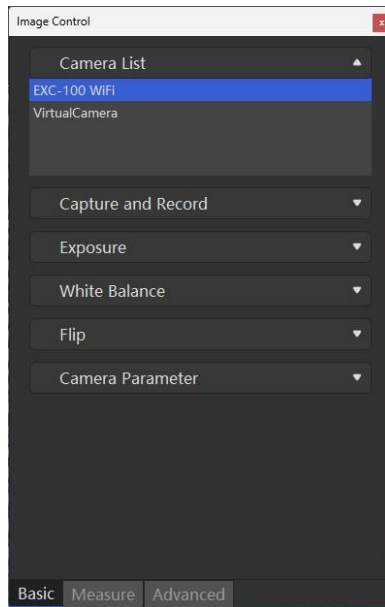 Image Control
x
Camera List
EXC-100 WiFi
VirtualCamera
Capture and Record
Exposure
White Balance
Flip
Camera Parameter
Basic Measure Advanced